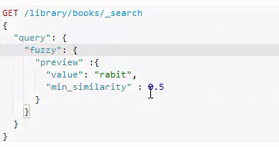 GET /library/books/_search
{
"query": {
"fuzzy": {
"preview" :{
"value": "rabit",
"min_similarity" : 0.5
}
}
}
}